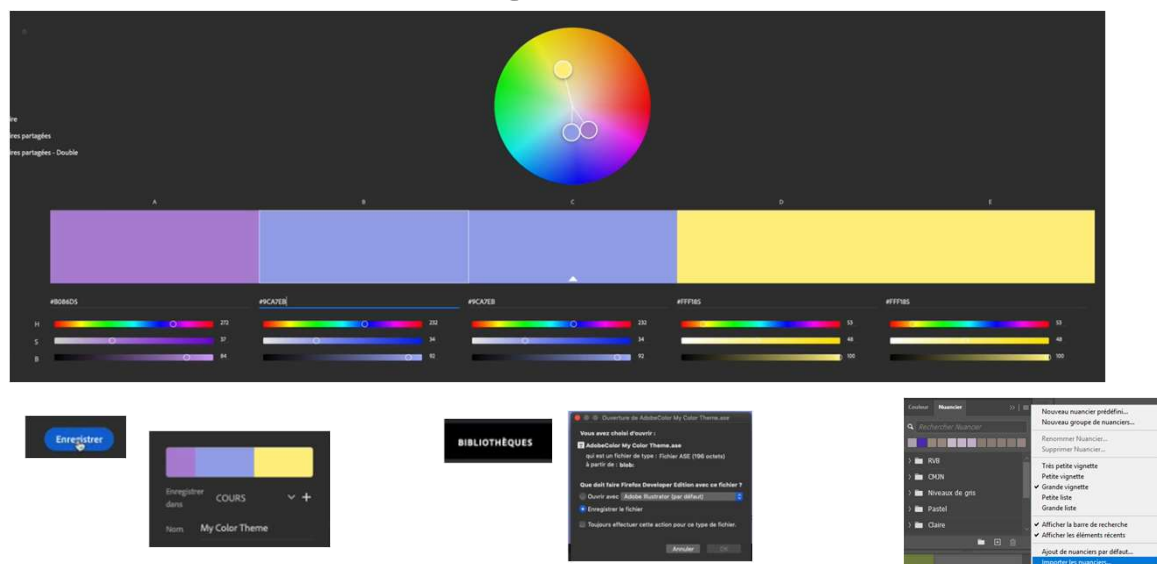 ire
ires partagées
ires partagées - Double
A B C D E
#B086D5 #9CA7EB #9CA7EB #FFF185 #FFF185
H 272 232 232 53 53
S 37 34 34 48 48
B 84 92 92 100 100
Enregistrer
Enregistrer
dans
COURS
Nom My Color Theme
BIBLIOTHÈQUES
Ouverture de AdobeColor My Color Theme.ase
Vous avez choisi d'ouvrir :
AdobeColor My Color Theme.ase
qui est un fichier de type : Fichier ASE (196 octets)
à partir de : blob:
Que doit faire Firefox Developer Edition avec ce fichier ?
Ouvrir avec Adobe Illustrator (par défaut)
Enregistrer le fichier
Toujours effectuer cette action pour ce type de fichier.
Annuler OK
Couleur Nuancier
Rechercher Nuancier
RVB
CMJN
Niveaux de gris
Pastel
Claire
Nouveau nuancier prédéfini...
Nouveau groupe de nuanciers...
Renommer Nuancier...
Supprimer Nuancier...
Très petite vignette
Petite vignette
Grande vignette
Petite liste
Grande liste
Afficher la barre de recherche
Afficher les éléments récents
Ajout de nuanciers par défaut...
Importer les nuanciers...